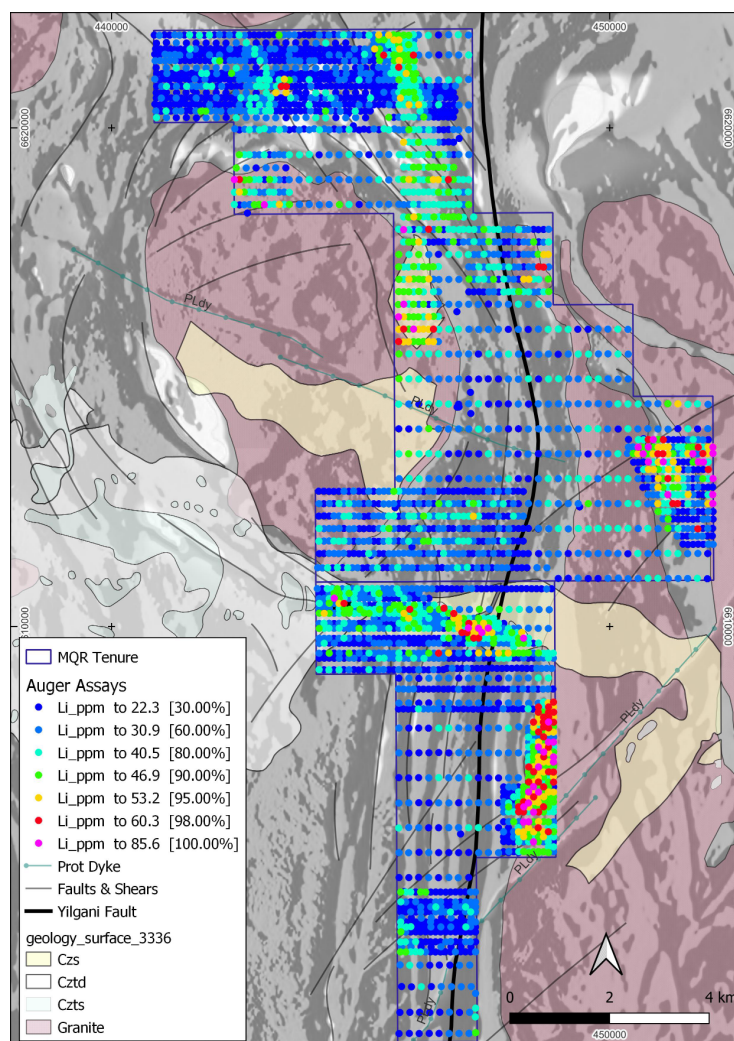 440000
450000
6620000
6620000
PLdy
PLdy
6610000
PLdy
PLdy
PLdy
MQR Tenure
Auger Assays
Li_ppm to 22.3 [30.00%]
Li_ppm to 30.9 [60.00%]
Li_ppm to 40.5 [80.00%]
Li_ppm to 46.9 [90.00%]
Li_ppm to 53.2 [95.00%]
Li_ppm to 60.3 [98.00%]
Li_ppm to 85.6 [100.00%]
Prot Dyke
Faults & Shears
Yilgani Fault
geology_surface_3336
Czs
Cztd
Czts
Granite
0 2 4 km
450000